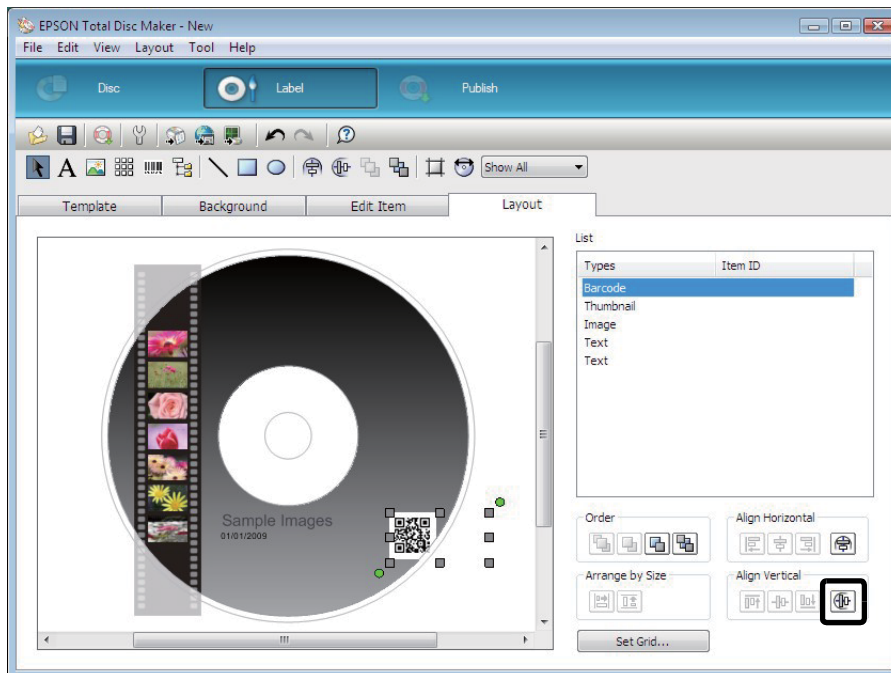 EPSON Total Disc Maker - New
File Edit View Layout Tool Help
Disc Label Publish
A Show All
Template Background Edit Item Layout
List
Types Item ID
Barcode
Thumbnail
Image
Text
Text
Sample Images
01/01/2009
Order Align Horizontal
Arrange by Size Align Vertical
Set Grid...